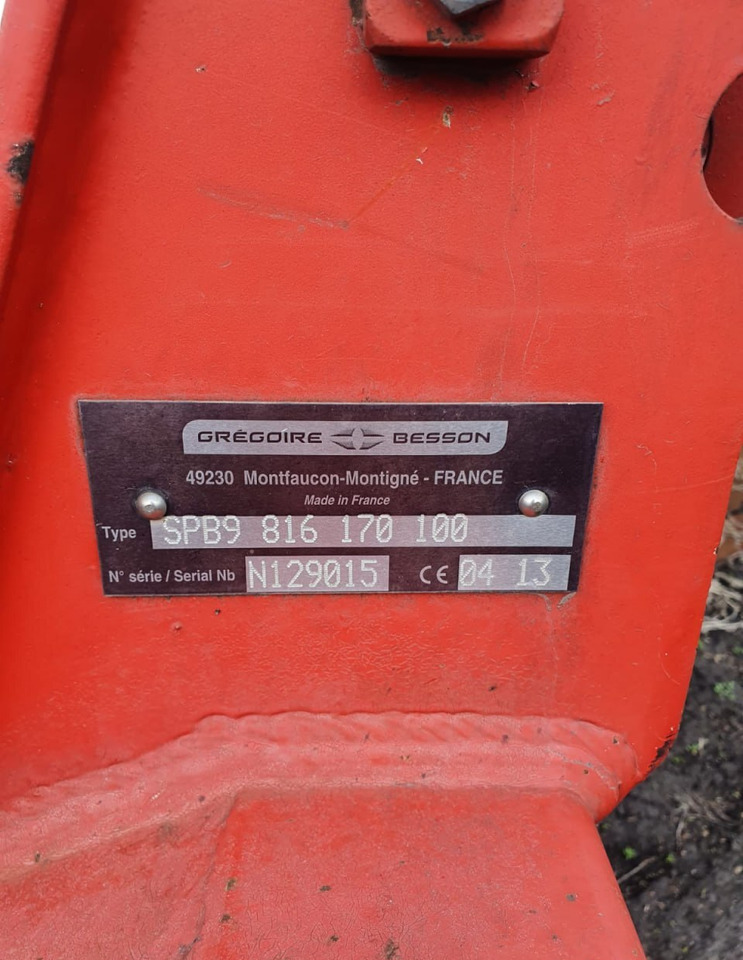 GRÉGOIRE BESSON
49230 Montfaucon-Montigné - FRANCE
Made in France
Type SPB9 816 170 100
N° série / Serial Nb N129015 CE 04 13